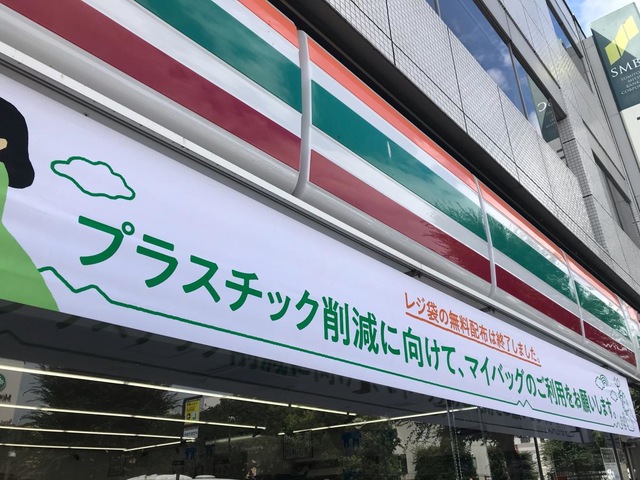 レジ袋の無料配布は終了しました。
プラスチック削減に向けて、マイバッグのご利用をお願いします。
SMB